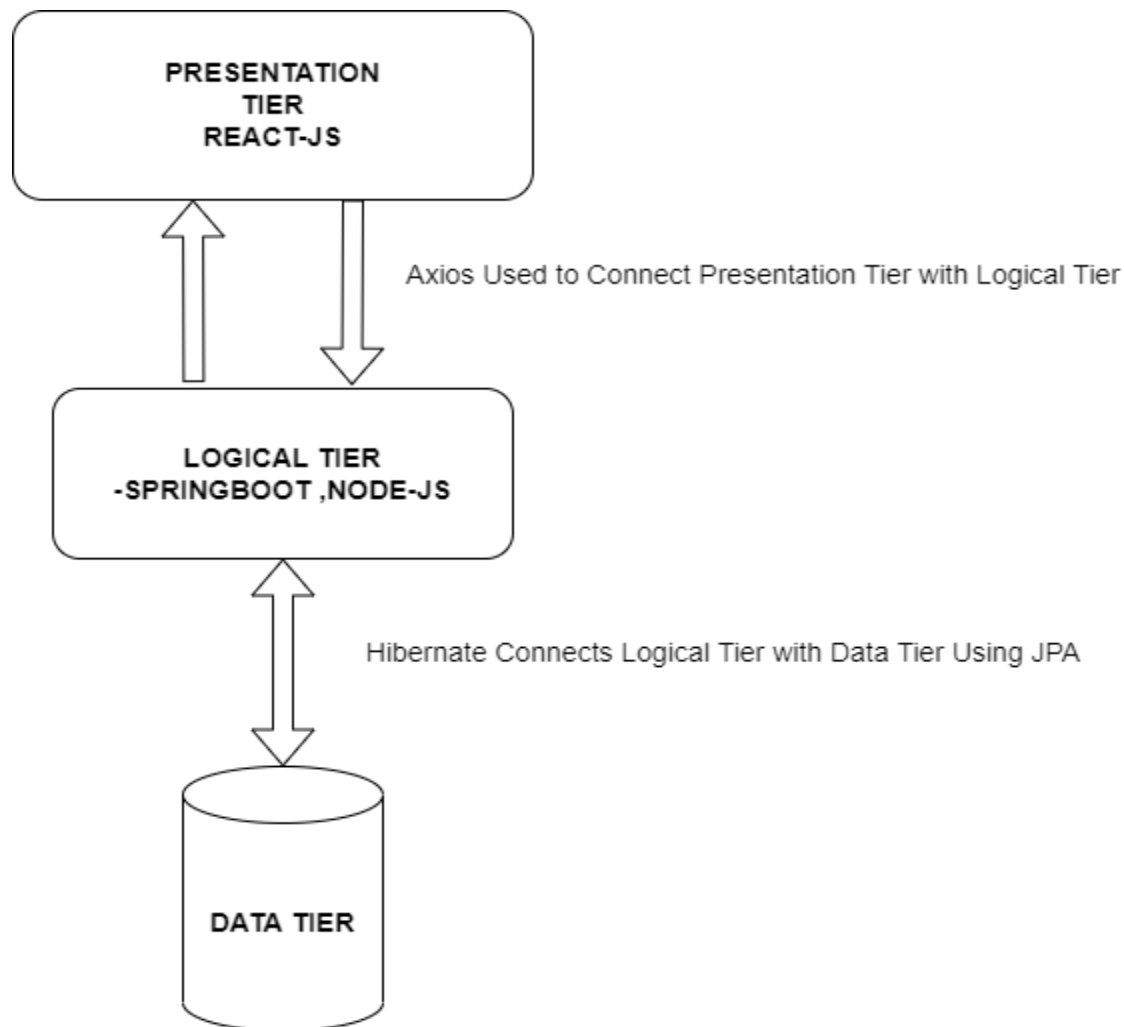 PRESENTATION
TIER
REACT-JS
Axios Used to Connect Presentation Tier with Logical Tier
LOGICAL TIER
-SPRINGBOOT ,NODE-JS
Hibernate Connects Logical Tier with Data Tier Using JPA
DATA TIER